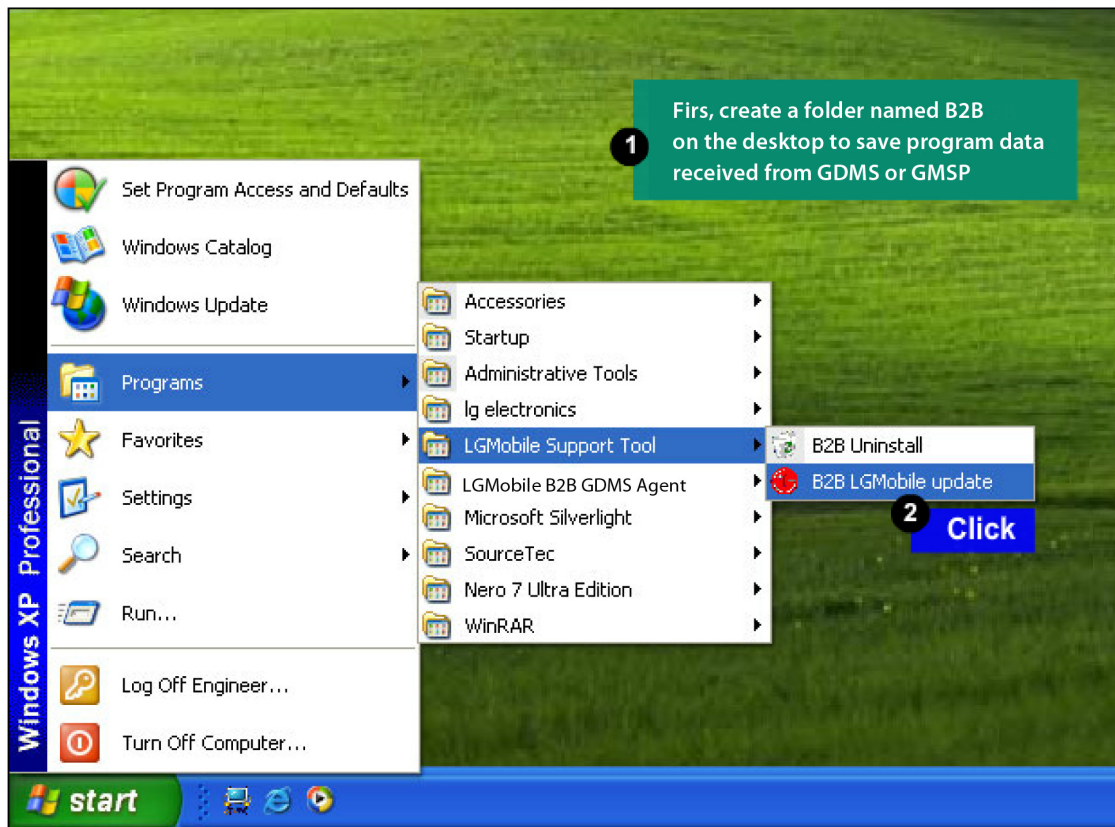 1
Firs, create a folder named B2B
on the desktop to save program data
received from GDMS or GMSP
Windows XP Professional
Set Program Access and Defaults
Windows Catalog
Windows Update
Programs
Favorites
Settings
Search
Run...
Log Off Engineer...
Turn Off Computer...
Accessories
Startup
Administrative Tools
lg electronics
LGMobile Support Tool
LGMobile B2B GDMS Agent
Microsoft Silverlight
SourceTec
Nero 7 Ultra Edition
WinRAR
B2B Uninstall
B2B LGMobile update
2
Click
start